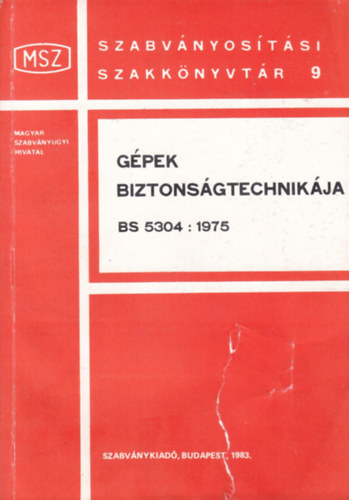 MSZ
SZABVÁNYOSÍTÁSI
SZAKKÖNYVTÁR 9
MAGYAR
SZABVÁNYÜGYI
HIVATAL
GÉPEK
BIZTONSÁGTECHNIKÁJA
BS 5304 : 1975
SZABVÁNYKIADÓ, BUDAPEST, 1983.